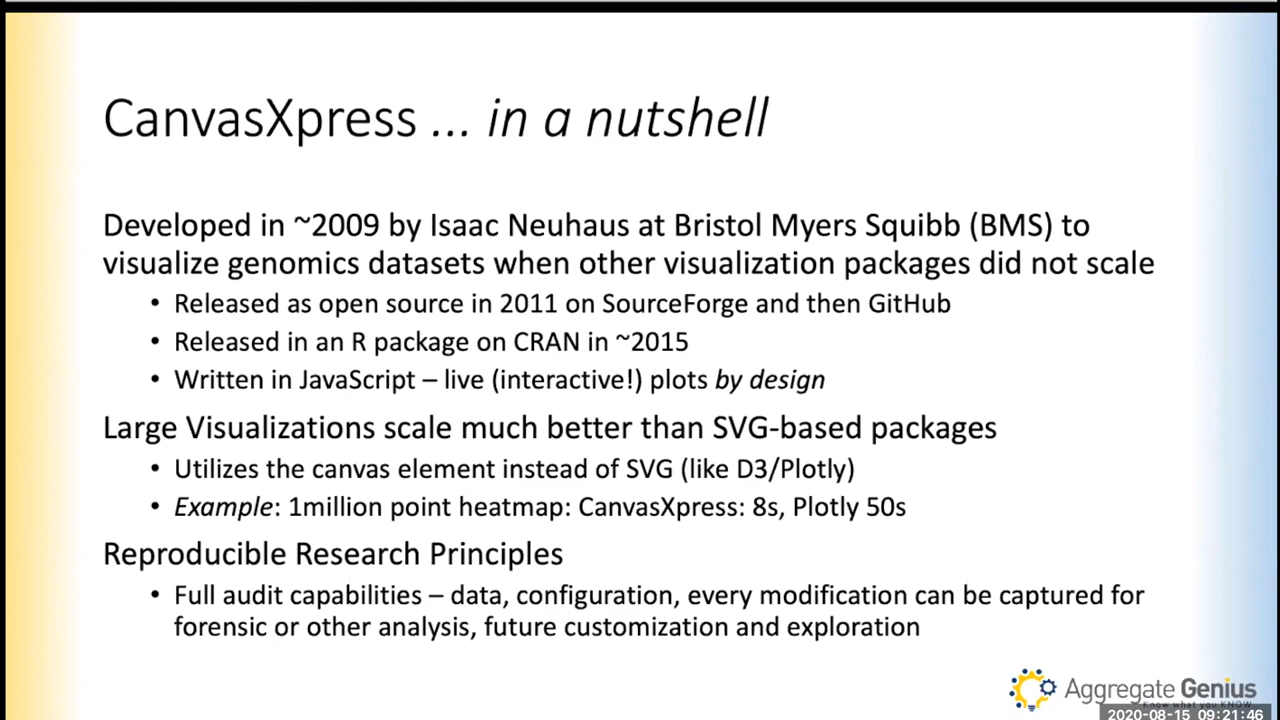 CanvasXpress ... in a nutshell
Developed in ~2009 by Isaac Neuhaus at Bristol Myers Squibb (BMS) to
visualize genomics datasets when other visualization packages did not scale
• Released as open source in 2011 on SourceForge and then GitHub
• Released in an R package on CRAN in ~2015
• Written in JavaScript – live (interactive!) plots by design
Large Visualizations scale much better than SVG-based packages
• Utilizes the canvas element instead of SVG (like D3/Plotly)
• Example: 1million point heatmap: CanvasXpress: 8s, Plotly 50s
Reproducible Research Principles
• Full audit capabilities – data, configuration, every modification can be captured for
forensic or other analysis, future customization and exploration
Aggregate Genius
Know what you KNOW
2020-08-15 09:21:46